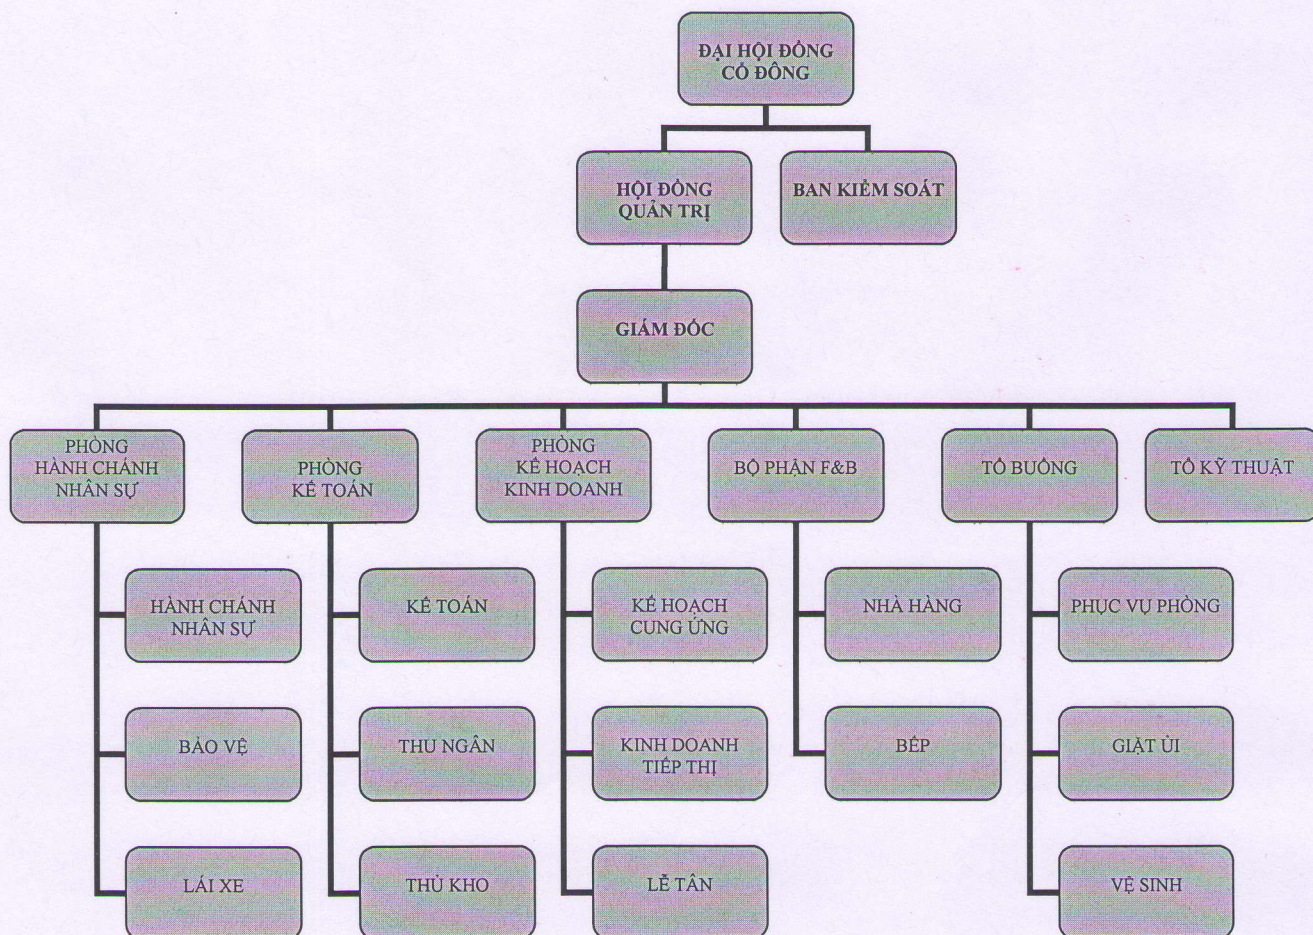 ĐẠI HỘI ĐỒNG
CỔ ĐÔNG
HỘI ĐỒNG
QUẢN TRỊ
BAN KIỂM SOÁT
GIÁM ĐỐC
PHÒNG
HÀNH CHÁNH
NHÂN SỰ
PHÒNG
KẾ TOÁN
PHÒNG
KẾ HOẠCH
KINH DOANH
BỘ PHẬN F&B
TỔ BUỒNG
TỔ KỸ THUẬT
HÀNH CHÁNH
NHÂN SỰ
KẾ TOÁN
KẾ HOẠCH
CUNG ỨNG
NHÀ HÀNG
PHỤC VỤ PHÒNG
BẢO VỆ
THU NGÂN
KINH DOANH
TIẾP THỊ
BẾP
GIẶT ỦI
LÁI XE
THỦ KHO
LỄ TÂN
VỆ SINH